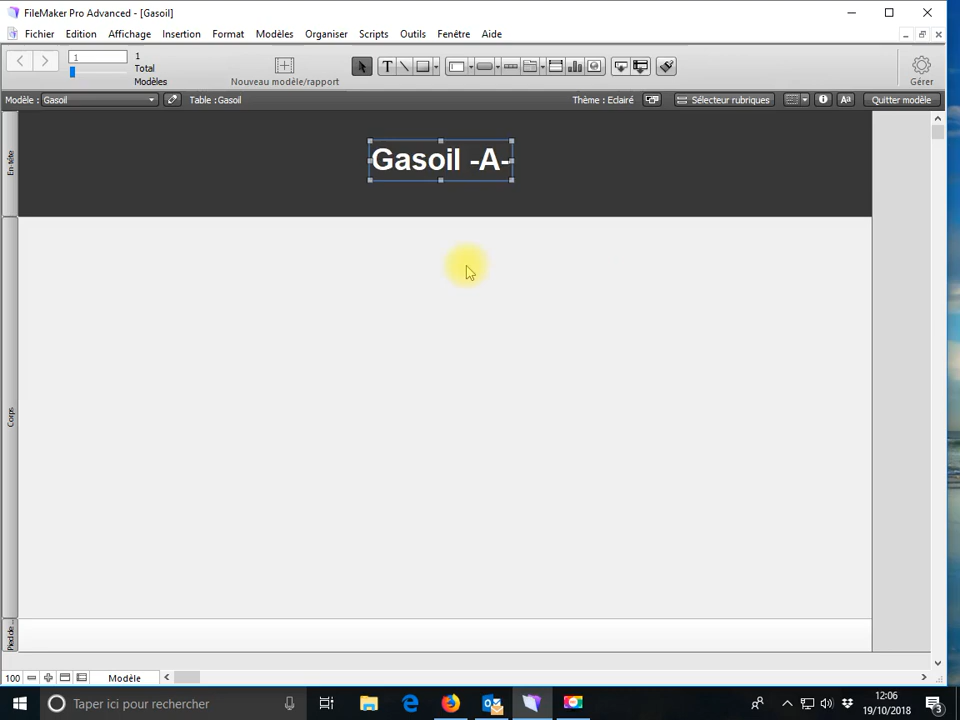 FileMaker Pro Advanced - [Gasoil]
Fichier Edition Affichage Insertion Format Modèles Organiser Scripts Outils Fenêtre Aide
1
1
Total
Modèles
Nouveau modèle/rapport
Gérer
Modèle : Gasoil
Table : Gasoil
Thème : Eclairé
Sélecteur rubriques
Aa
Quitter modèle
En-tête
Gasoil -A-
Corps
Pied de ...
100
Modèle
Taper ici pour rechercher
12:06
19/10/2018
3